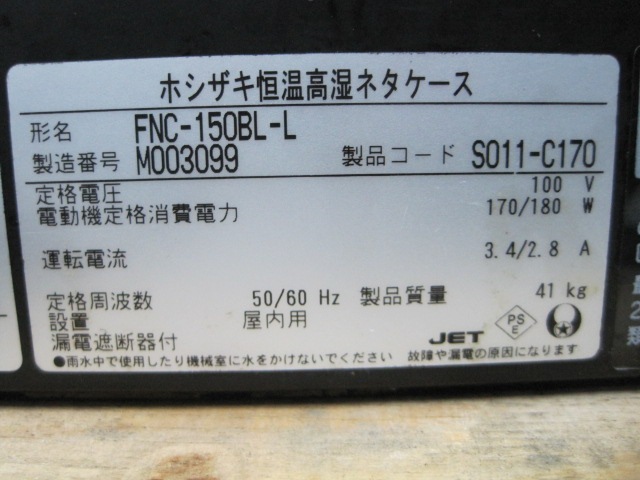 ホシザキ恒温高湿ネタケース
形名 FNC-150BL-L
製造番号 M003099 製品コード S011-C170
定格電圧 100 V
電動機定格消費電力 170/180 W
運転電流 3.4/2.8 A
定格周波数 50/60 Hz 製品質量 41 kg
設置 屋内用
漏電遮断器付 JET PSE
●雨水中で使用したり機械室に水をかけないでください 故障や漏電の原因になります